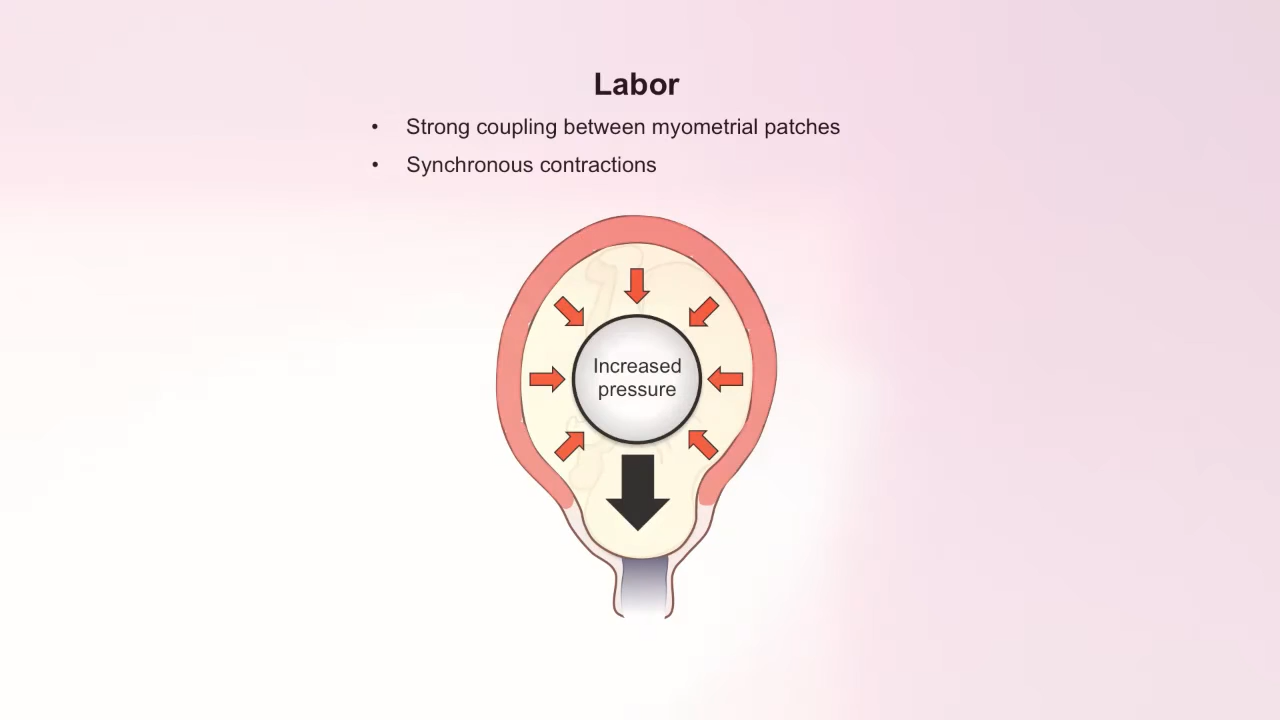 Labor
• Strong coupling between myometrial patches
• Synchronous contractions
Increased
pressure